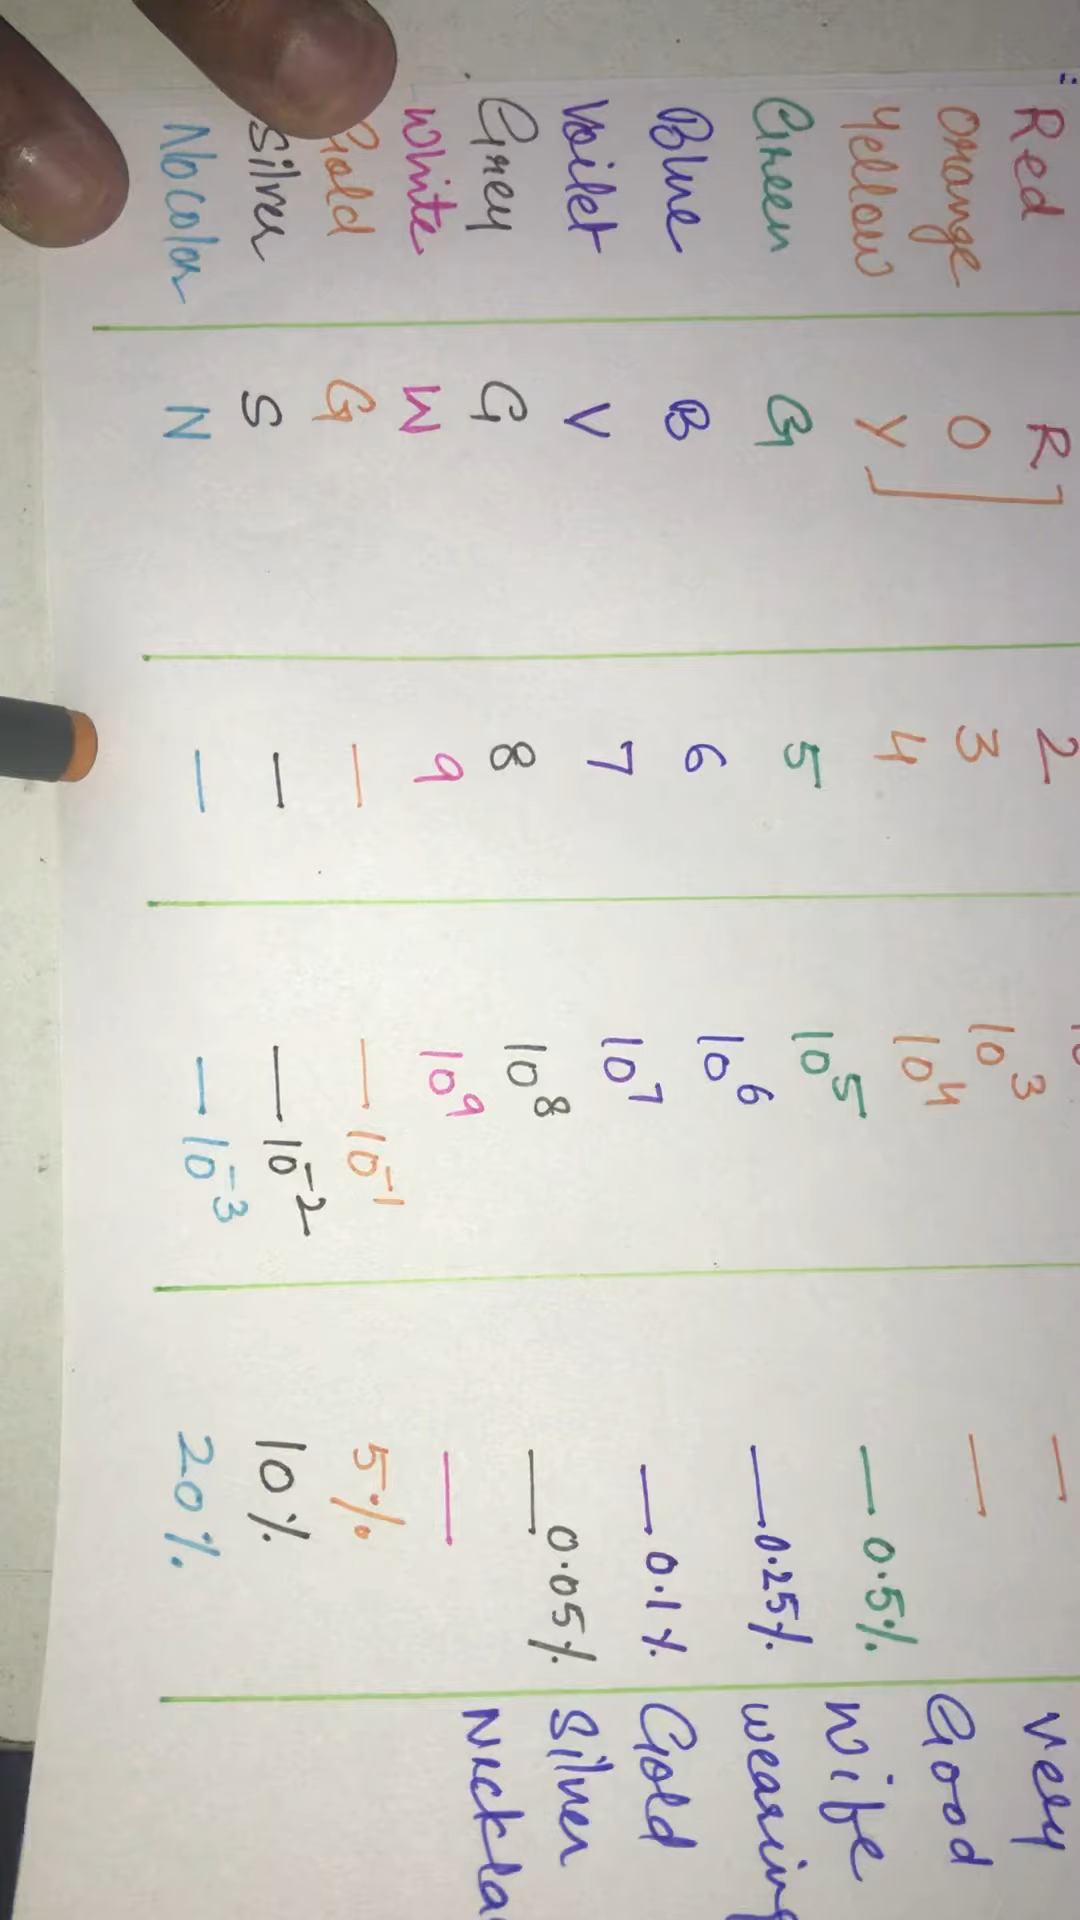 Red R 2
Orange O 3 10³ —
Yellow Y 4 10⁴ —
Green G 5 10⁵ — 0.5%
Blue B 6 10⁶ — 0.25%
Voilet V 7 10⁷ — 0.1%
Grey G 8 10⁸ — 0.05%
White W 9 10⁹ —
Gold G — — 10⁻¹ 5%
Silver S — — 10⁻² 10%
No color N — — 10⁻³ 20%
Very
Good
Wife
wearing
Gold
Silver